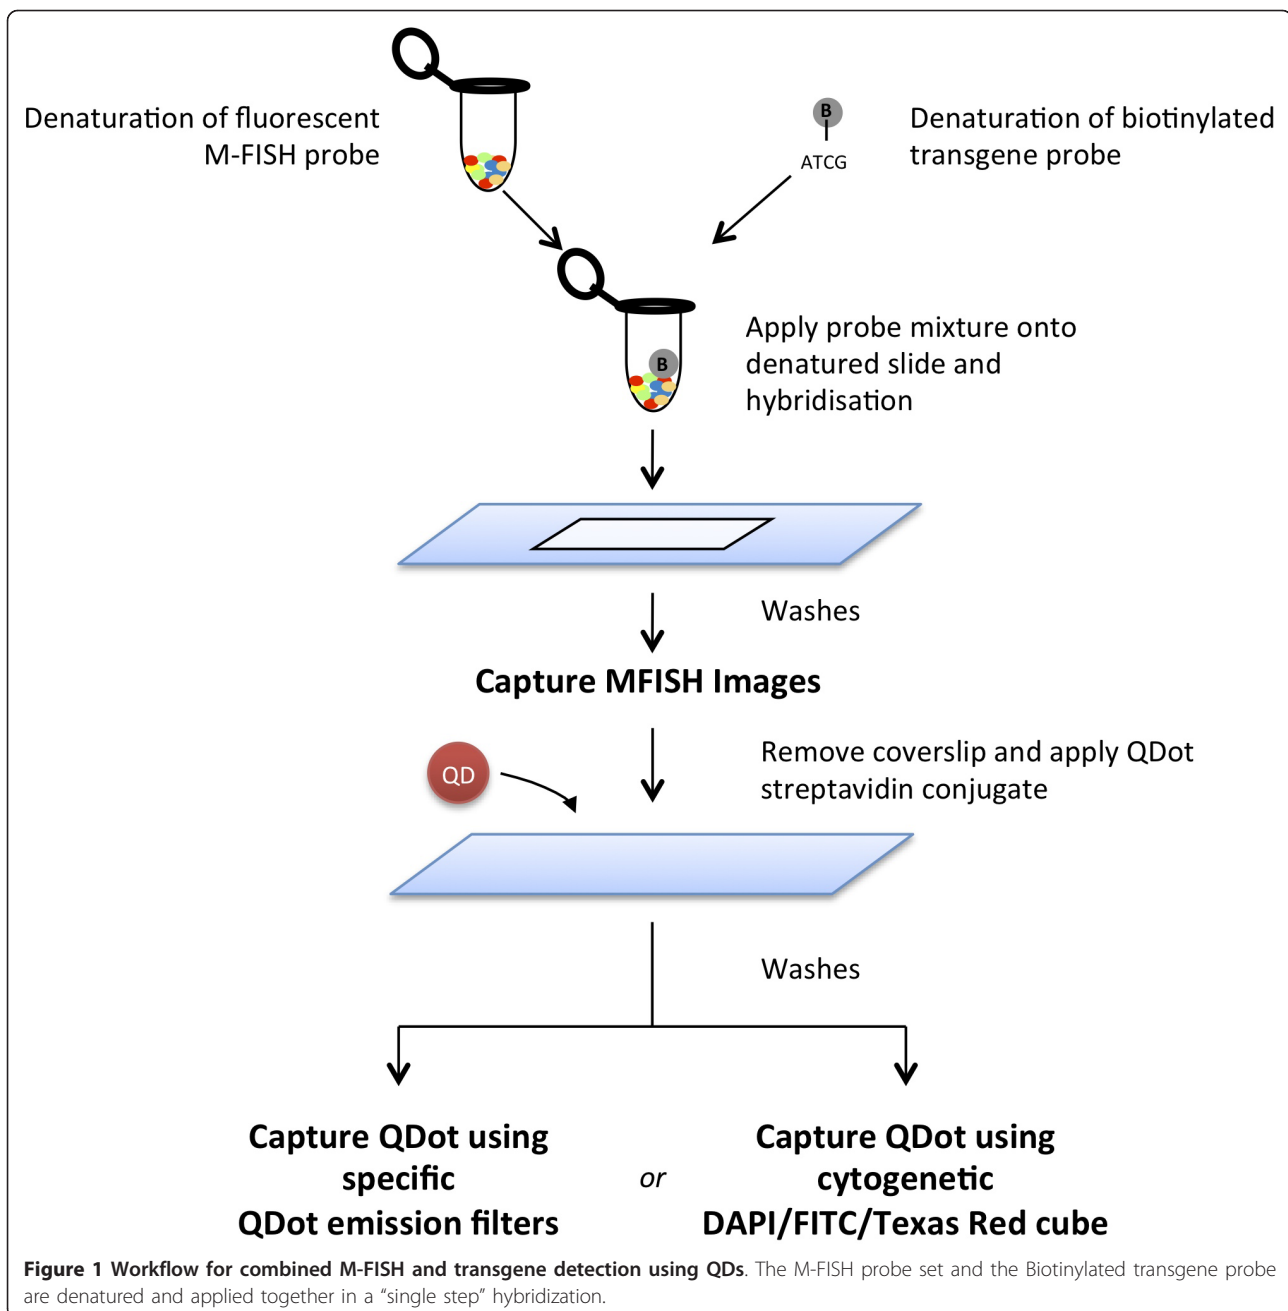 Denaturation of fluorescent
M-FISH probe
B
ATCG
Denaturation of biotinylated
transgene probe
B
Apply probe mixture onto
denatured slide and
hybridisation
Washes
Capture MFISH Images
QD
Remove coverslip and apply QDot
streptavidin conjugate
Washes
Capture QDot using
specific
QDot emission filters
or
Capture QDot using
cytogenetic
DAPI/FITC/Texas Red cube
Figure 1 Workflow for combined M-FISH and transgene detection using QDs. The M-FISH probe set and the Biotinylated transgene probe
are denatured and applied together in a “single step” hybridization.